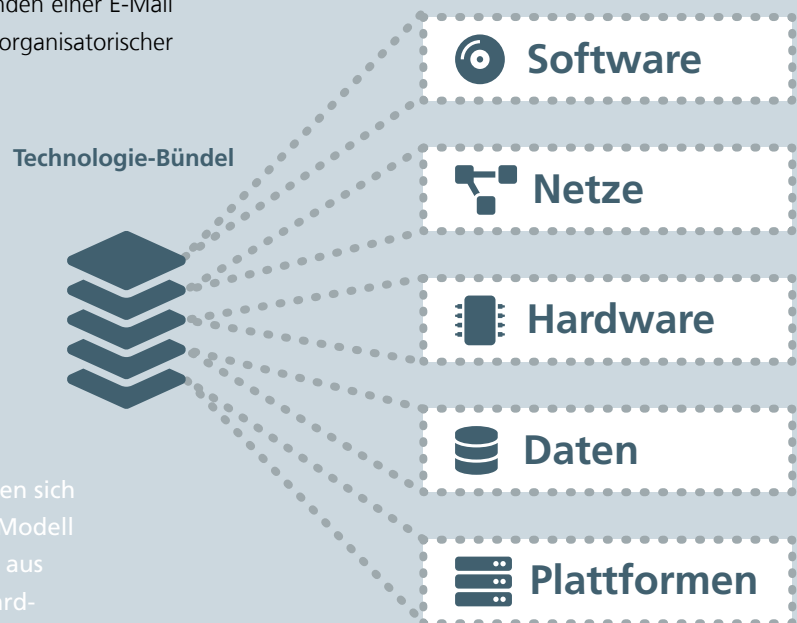 nden einer E-Mail
organisatorischer
Technologie-Bündel
Software
Netze
Hardware
Daten
Plattformen
en sich
Modell
aus
ard-